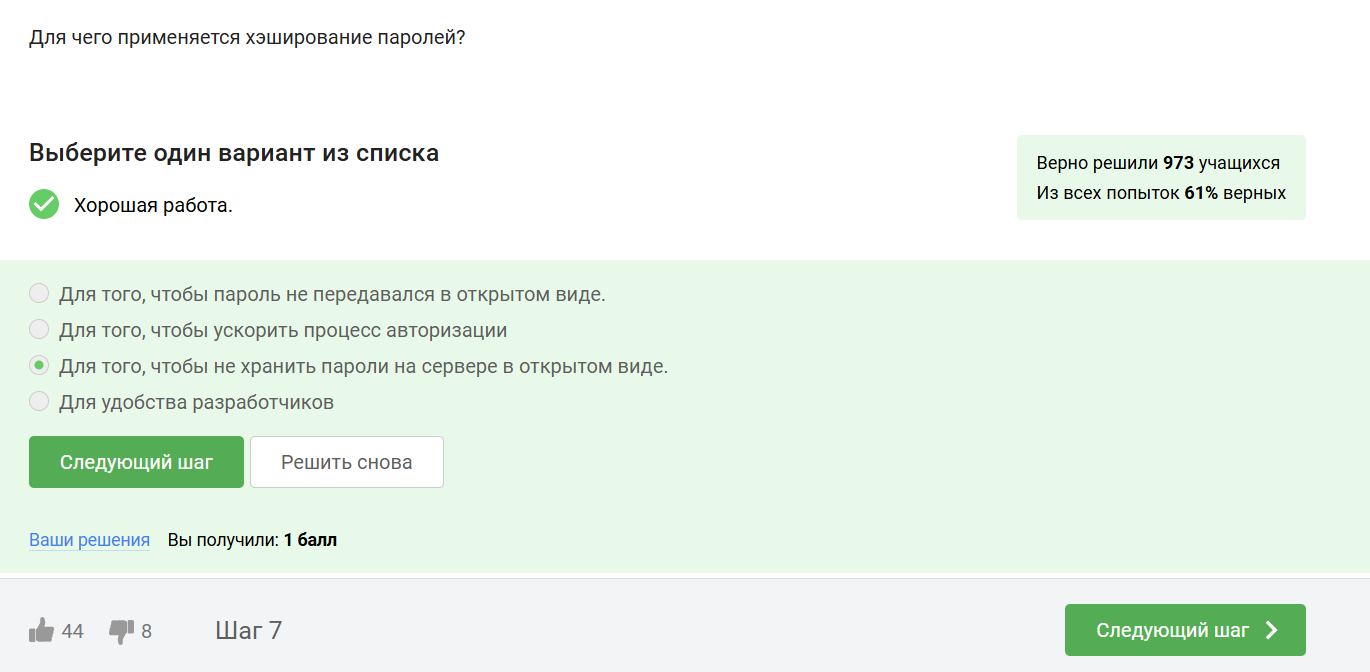 Для чего применяется хэширование паролей?
Выберите один вариант из списка
Верно решили 973 учащихся
Из всех попыток 61% верных
Хорошая работа.
Для того, чтобы пароль не передавался в открытом виде.
Для того, чтобы ускорить процесс авторизации
Для того, чтобы не хранить пароли на сервере в открытом виде.
Для удобства разработчиков
Следующий шаг
Решить снова
Ваши решения
Вы получили: 1 балл
44
8
Шаг 7
Следующий шаг